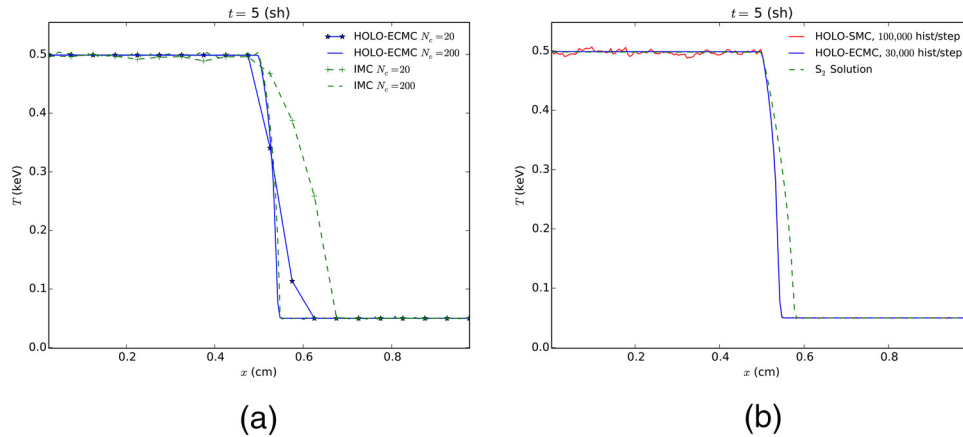 t = 5 (sh)
HOLO-ECMC N_c =20
HOLO-ECMC N_c =200
IMC N_c =20
IMC N_c =200
T (keV)
0.5
0.4
0.3
0.2
0.1
0.0
0.2 0.4 0.6 0.8
x (cm)
(a)
t = 5 (sh)
HOLO-SMC, 100,000 hist/step
HOLO-ECMC, 30,000 hist/step
S₂ Solution
T (keV)
0.5
0.4
0.3
0.2
0.1
0.0
0.2 0.4 0.6 0.8
x (cm)
(b)